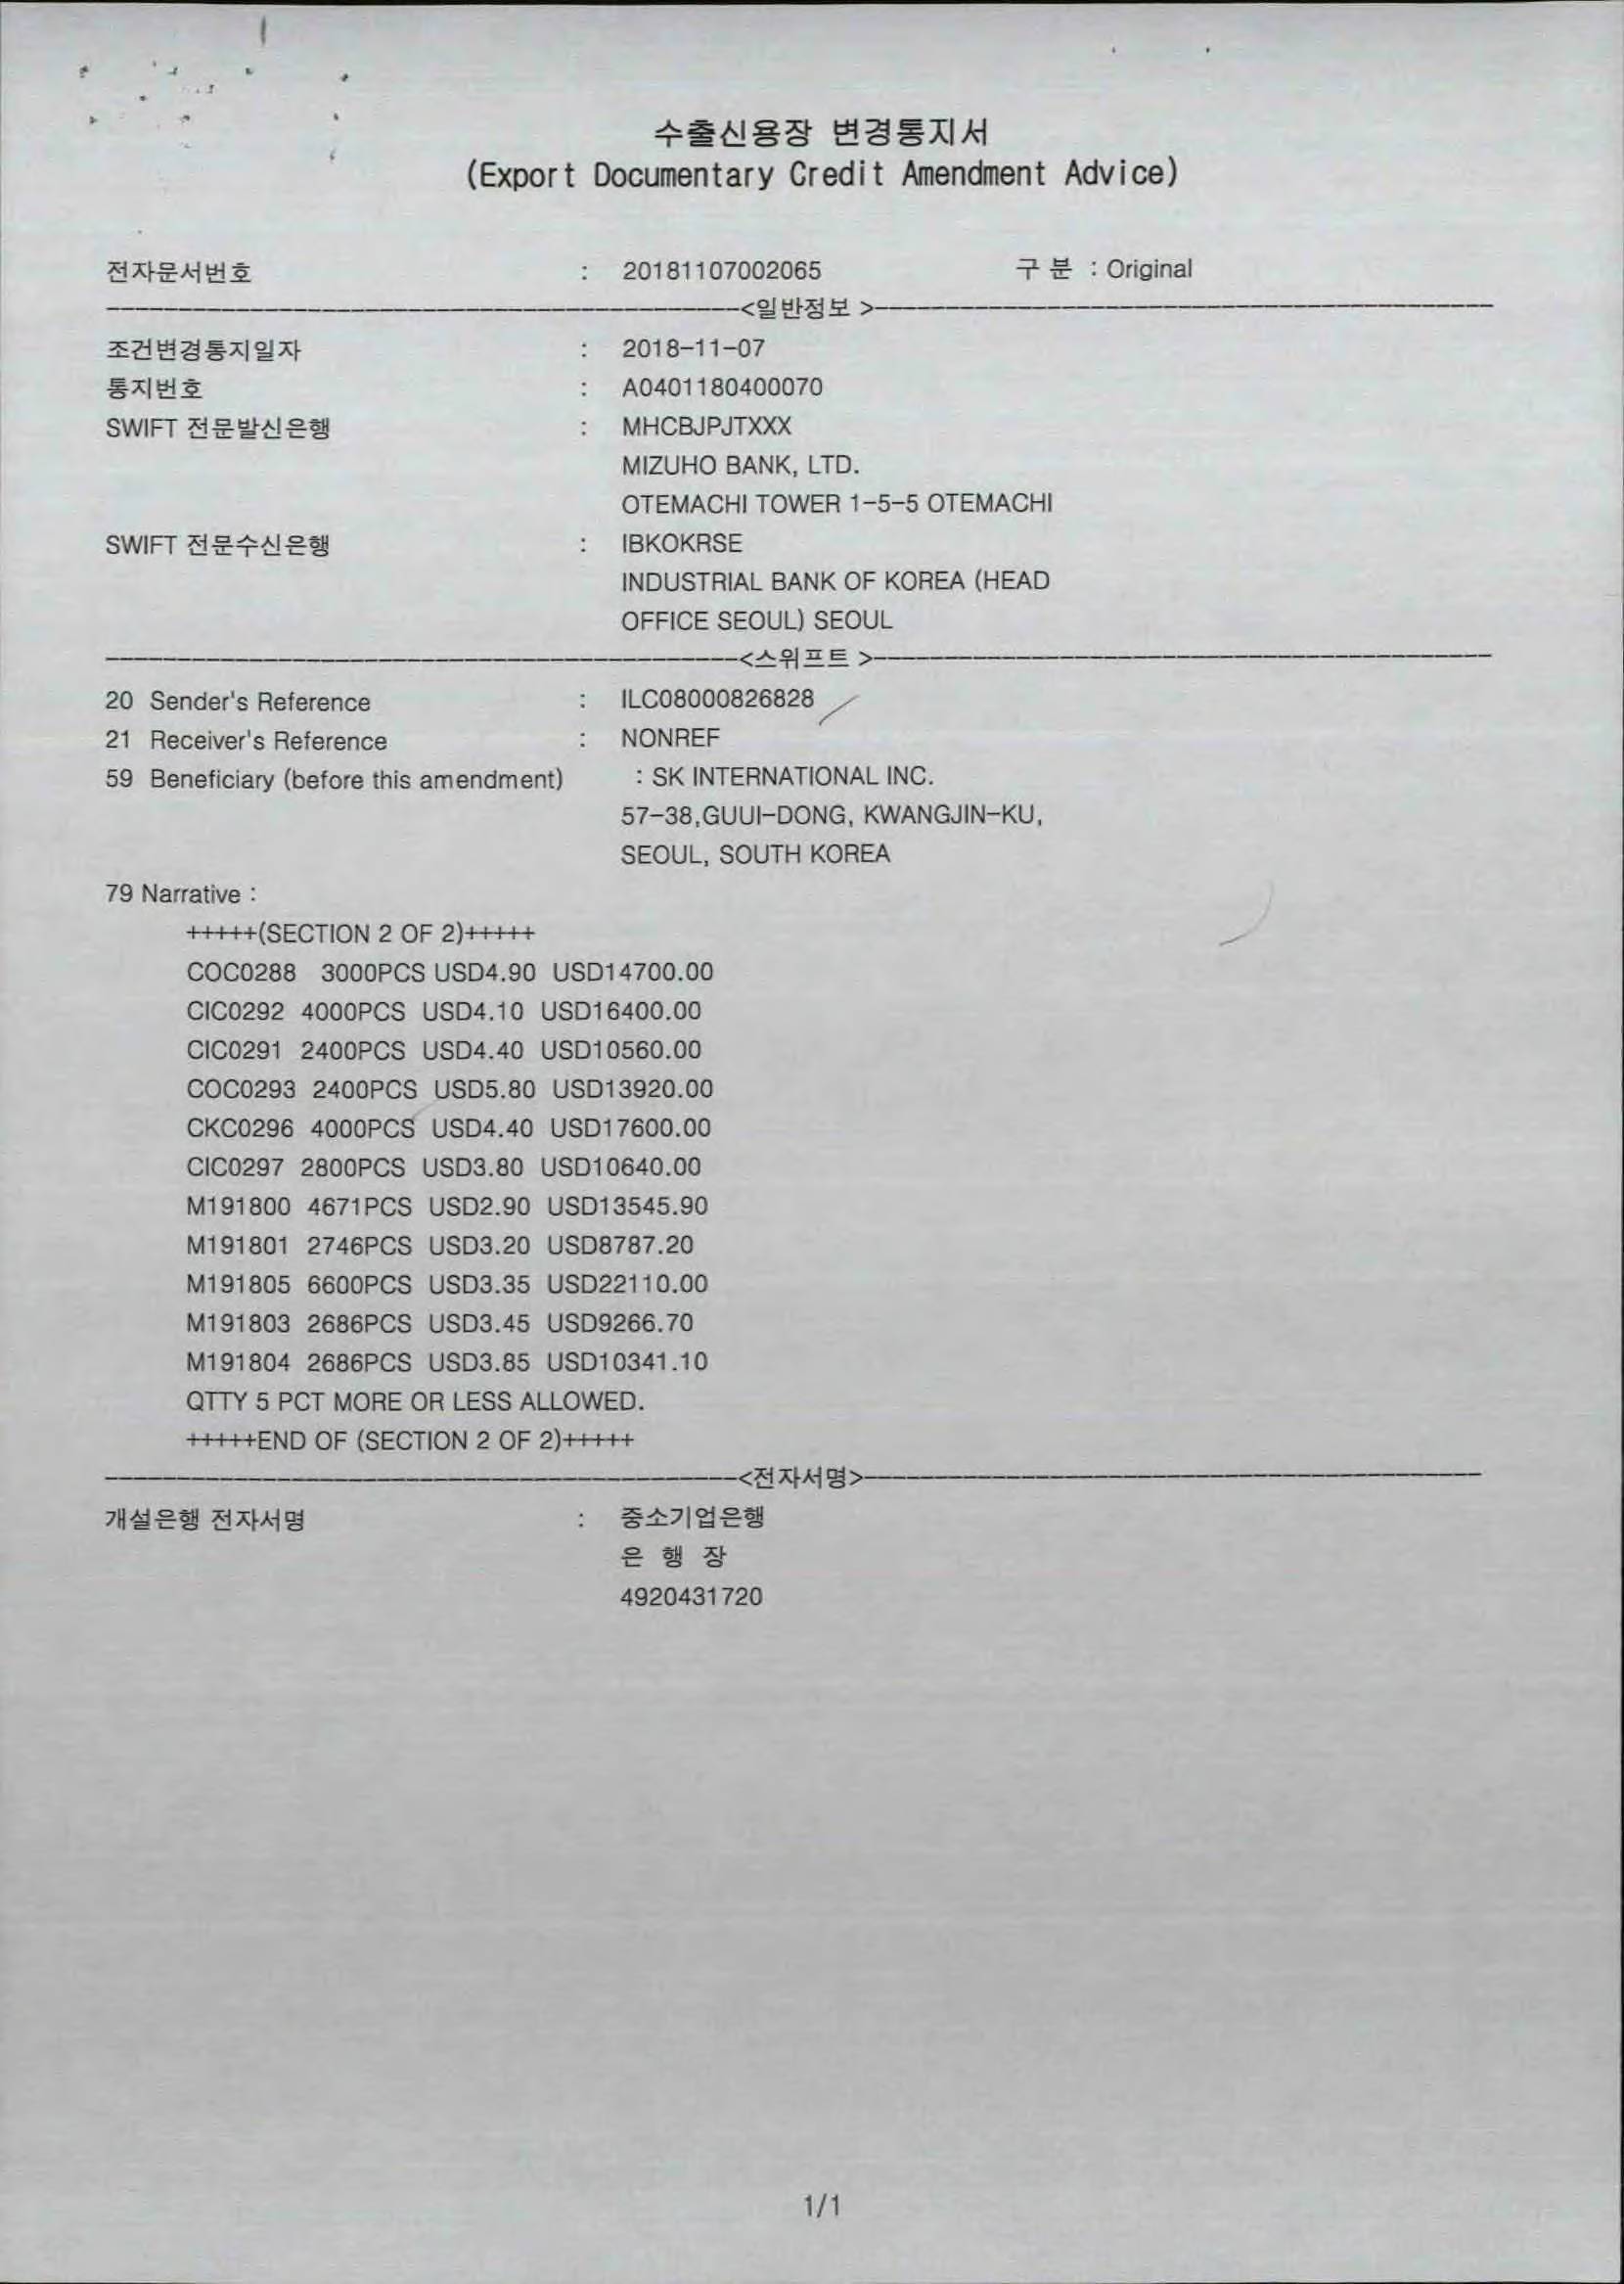 수출신용장 변경통지서
(Export Documentary Credit Amendment Advice)
전자문서번호 : 20181107002065 구 분 : Original
<일반정보 >
조건변경통지일자 : 2018-11-07
통지번호 : A0401180400070
SWIFT 전문발신은행 : MHCBJPJTXXX
MIZUHO BANK, LTD.
OTEMACHI TOWER 1-5-5 OTEMACHI
SWIFT 전문수신은행 : IBKOKRSE
INDUSTRIAL BANK OF KOREA (HEAD
OFFICE SEOUL) SEOUL
<스위프트 >
20 Sender's Reference : ILC08000826828
21 Receiver's Reference : NONREF
59 Beneficiary (before this amendment) : SK INTERNATIONAL INC.
57-38,GUUI-DONG, KWANGJIN-KU,
SEOUL, SOUTH KOREA
79 Narrative :
+++++(SECTION 2 OF 2)+++++
COC0288 3000PCS USD4.90 USD14700.00
CIC0292 4000PCS USD4.10 USD16400.00
CIC0291 2400PCS USD4.40 USD10560.00
COC0293 2400PCS USD5.80 USD13920.00
CKC0296 4000PCS USD4.40 USD17600.00
CIC0297 2800PCS USD3.80 USD10640.00
M191800 4671PCS USD2.90 USD13545.90
M191801 2746PCS USD3.20 USD8787.20
M191805 6600PCS USD3.35 USD22110.00
M191803 2686PCS USD3.45 USD9266.70
M191804 2686PCS USD3.85 USD10341.10
QTTY 5 PCT MORE OR LESS ALLOWED.
+++++END OF (SECTION 2 OF 2)+++++
<전자서명>
개설은행 전자서명 : 중소기업은행
은 행 장
4920431720
1/1